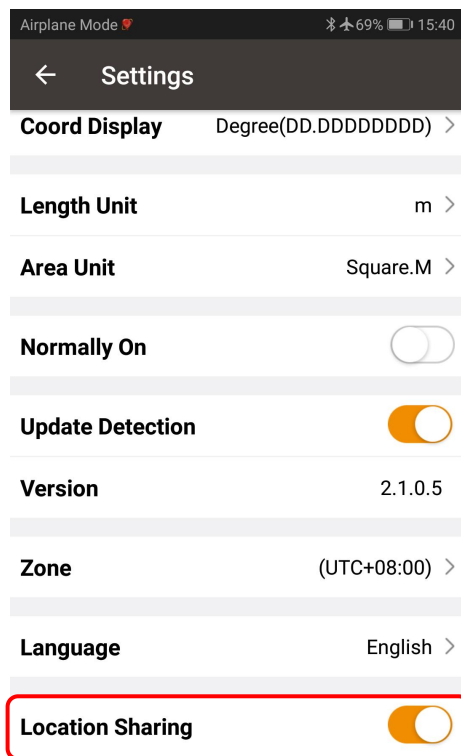 Airplane Mode 69% 15:40
Settings
Coord Display Degree(DD.DDDDDDDD)
Length Unit m
Area Unit Square.M
Normally On
Update Detection
Version 2.1.0.5
Zone (UTC+08:00)
Language English
Location Sharing